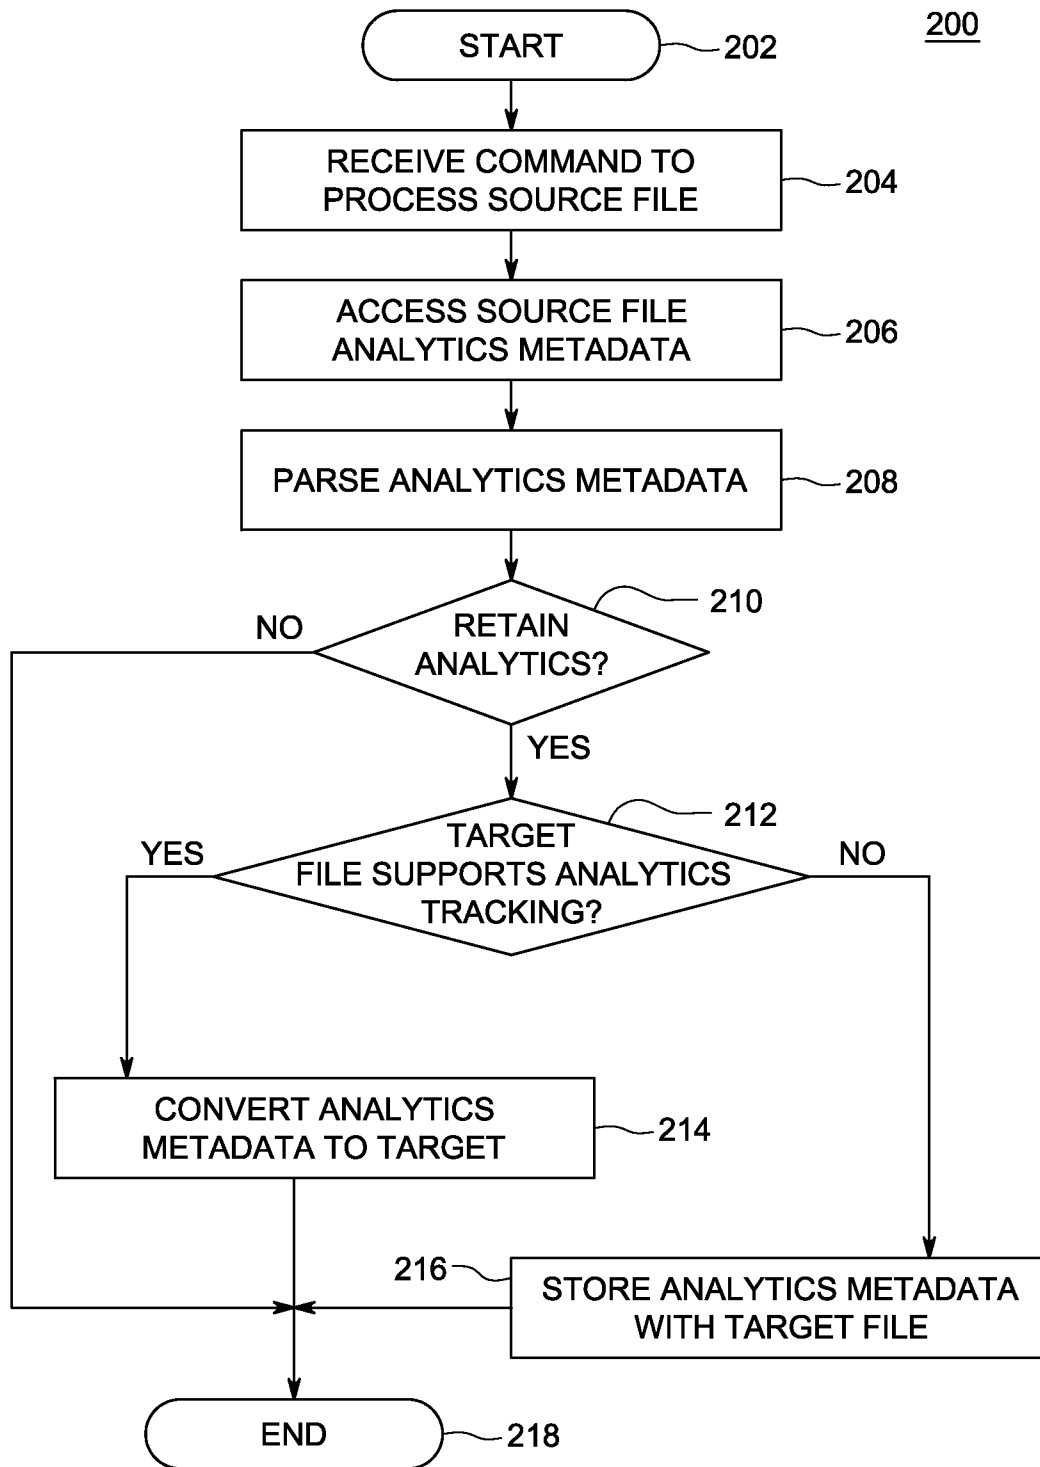 200
START
202
RECEIVE COMMAND TO
PROCESS SOURCE FILE
204
ACCESS SOURCE FILE
ANALYTICS METADATA
206
PARSE ANALYTICS METADATA
208
210
NO
RETAIN
ANALYTICS?
YES
212
TARGET
FILE SUPPORTS ANALYTICS
TRACKING?
YES
NO
CONVERT ANALYTICS
METADATA TO TARGET
214
216
STORE ANALYTICS METADATA
WITH TARGET FILE
END
218